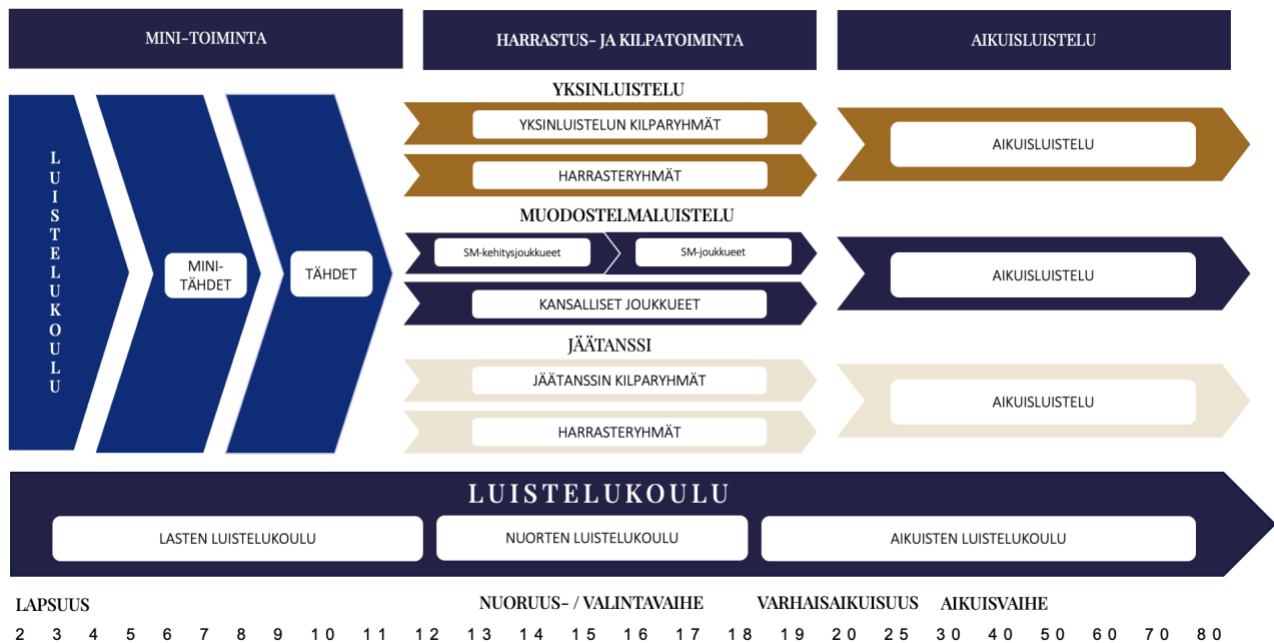 MINI-TOIMINTA
HARRASTUS- JA KILPATOIMINTA
AIKUISLUISTELU
LUISTELUKOULU
MINI-
TÄHDET
TÄHDET
YKSINLUISTELU
YKSINLUISTELUN KILPARYHMÄT
HARRASTERYHMÄT
AIKUISLUISTELU
MUODOSTELMALUISTELU
SM-kehitysjoukkueet
SM-joukkueet
KANSALLISET JOUKKUEET
AIKUISLUISTELU
JÄÄTANSSI
JÄÄTANSSIN KILPARYHMÄT
HARRASTERYHMÄT
AIKUISLUISTELU
LUISTELUKOULU
LASTEN LUISTELUKOULU
NUORTEN LUISTELUKOULU
AIKUISTEN LUISTELUKOULU
LAPSUUS
NUORUUS- / VALINTAVAIHE
VARHAISAIKUISUUS
AIKUISVAIHE
2 3 4 5 6 7 8 9 10 11 12 13 14 15 16 17 18 19 20 25 30 40 50 60 70 80